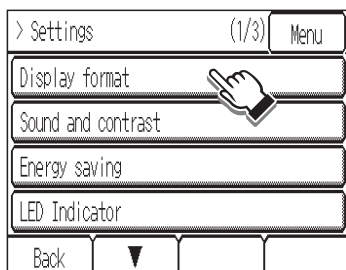 > Settings (1/3) Menu
Display format
Sound and contrast
Energy saving
LED Indicator
Back ▼